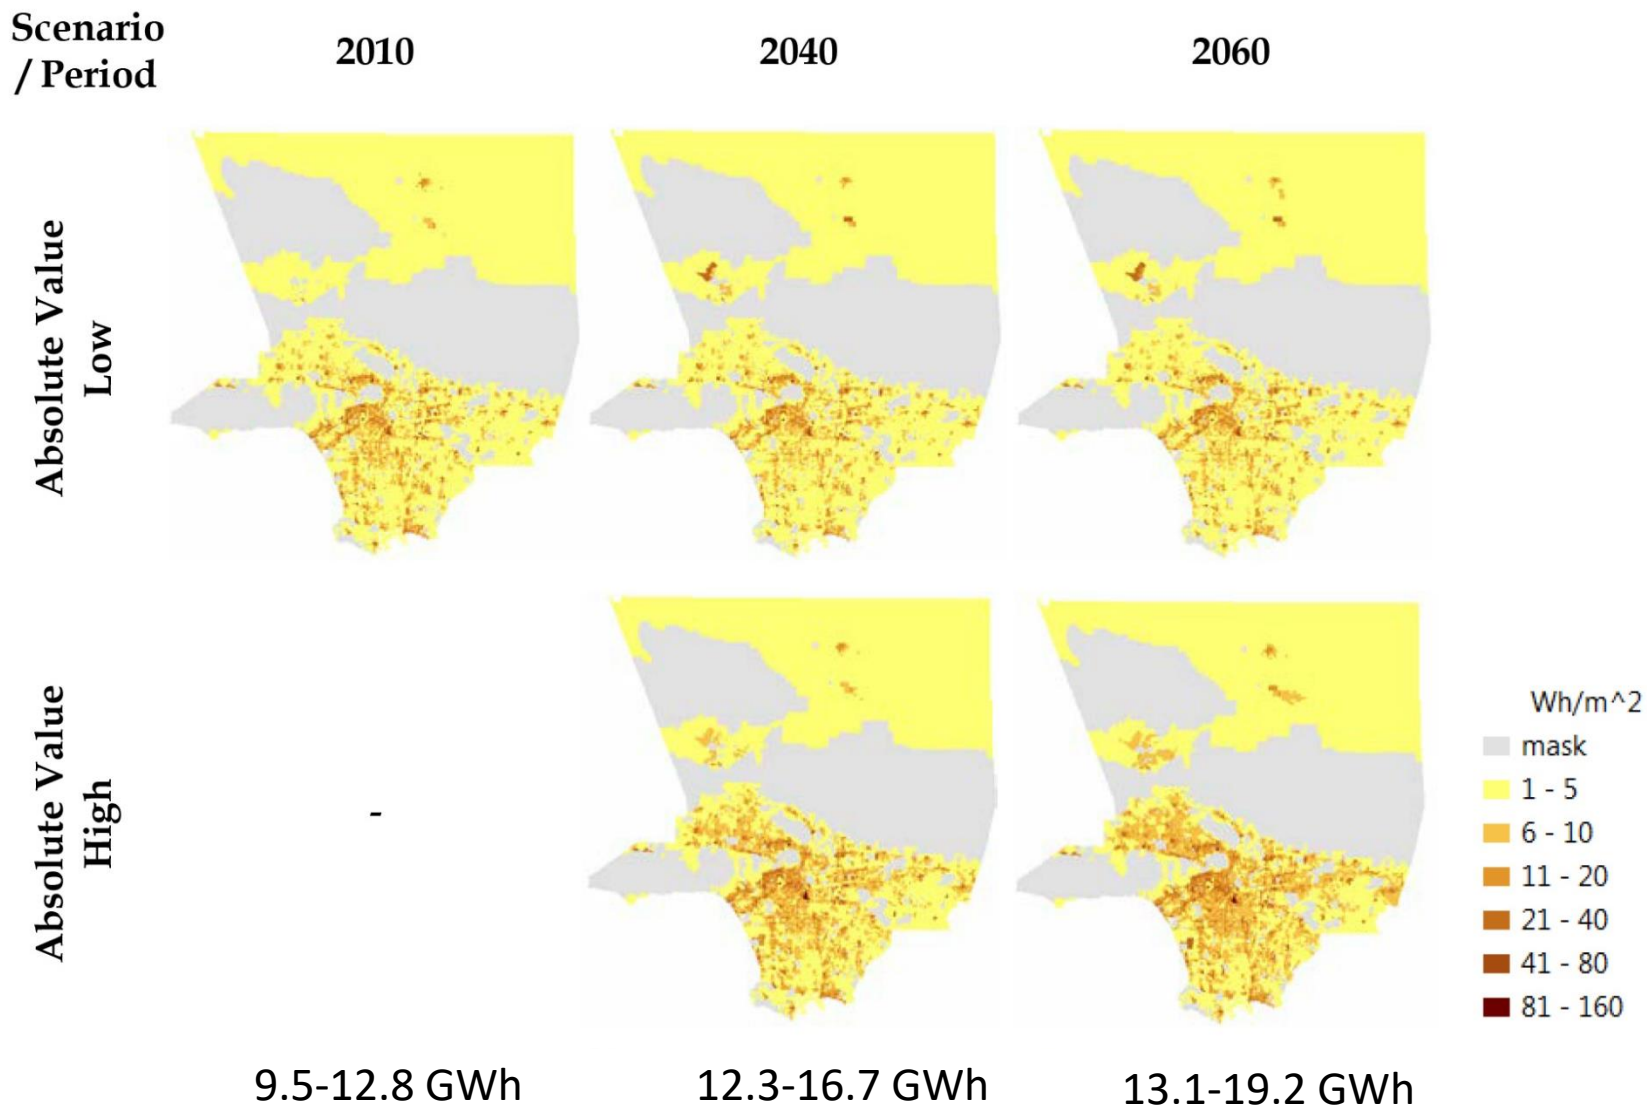 Scenario
/ Period
2010
2040
2060
Absolute Value
Low
Absolute Value
High
-
Wh/m^2
mask
1 - 5
6 - 10
11 - 20
21 - 40
41 - 80
81 - 160
9.5-12.8 GWh
12.3-16.7 GWh
13.1-19.2 GWh